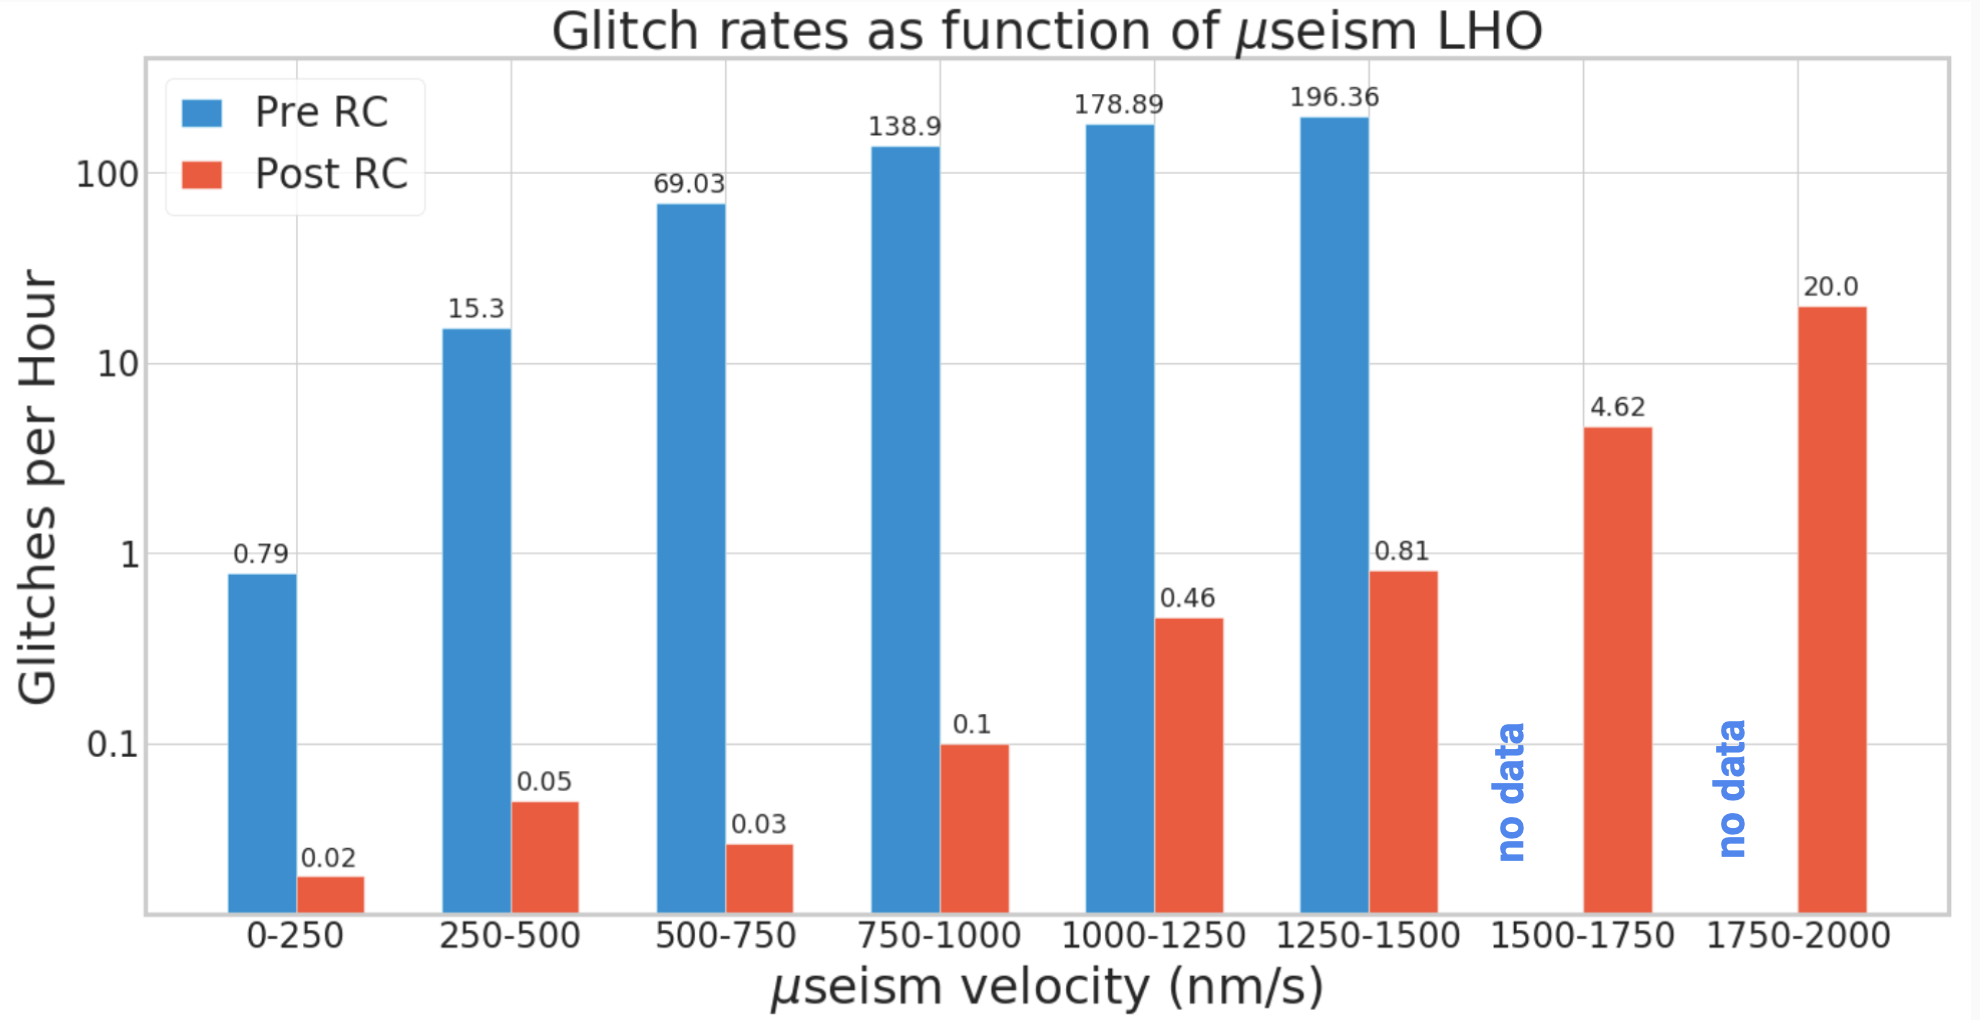 Glitch rates as function of μseism LHO
Pre RC
Post RC
Glitches per Hour
100
10
1
0.1
0.79
0.02
15.3
0.05
69.03
0.03
138.9
0.1
178.89
0.46
196.36
0.81
no data
4.62
no data
20.0
0-250 250-500 500-750 750-1000 1000-1250 1250-1500 1500-1750 1750-2000
μseism velocity (nm/s)